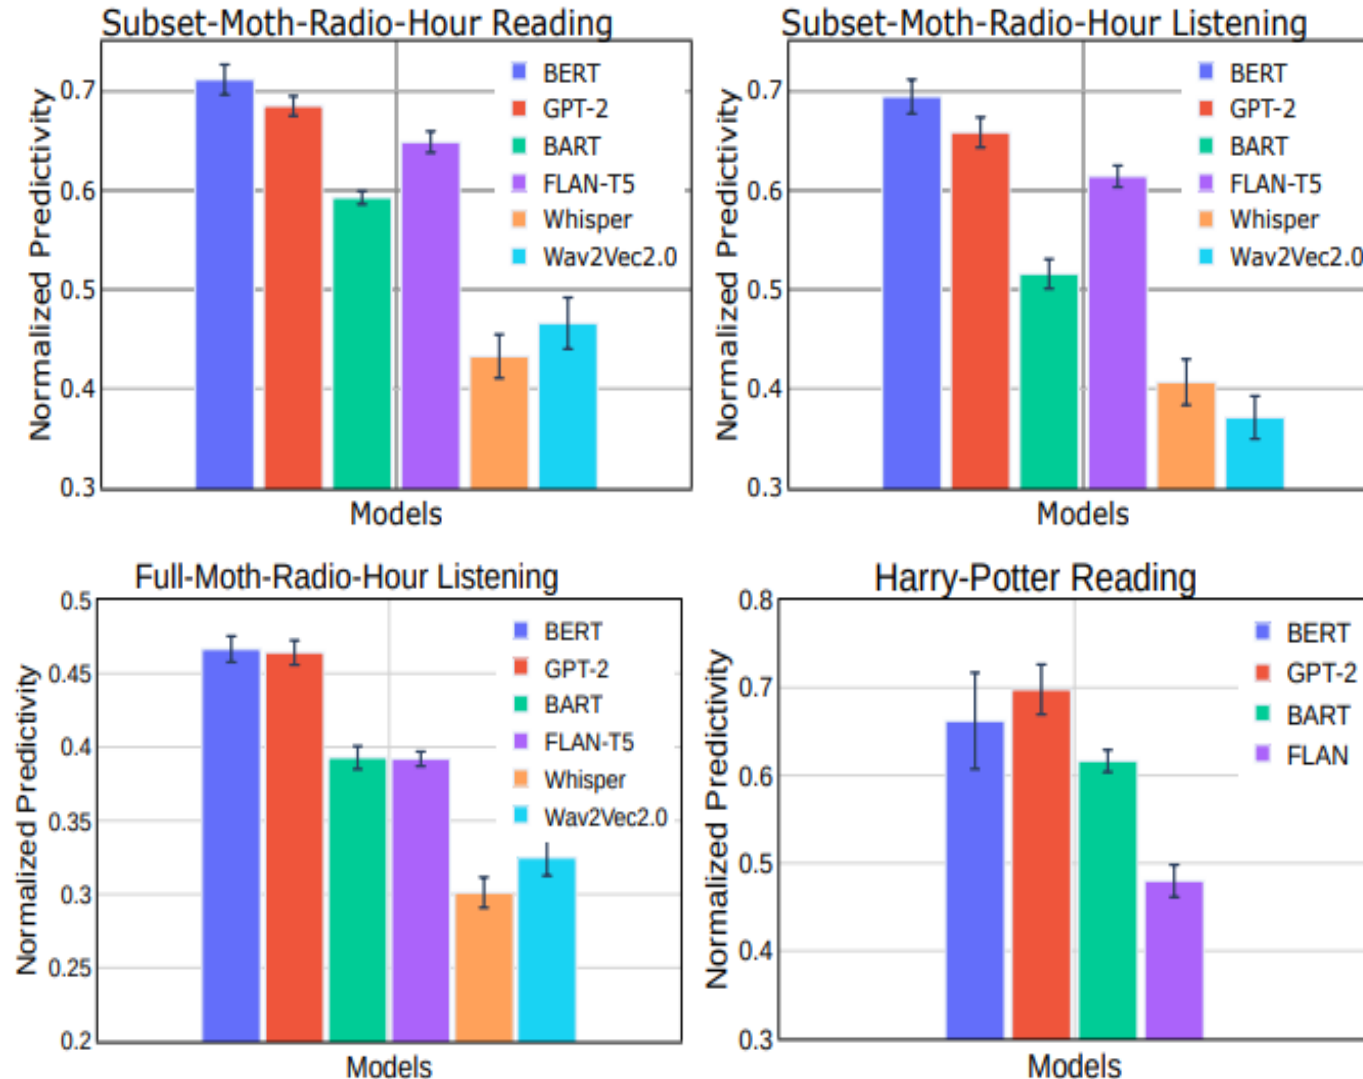 Subset-Moth-Radio-Hour Reading
Normalized Predictivity
0.7
0.6
0.5
0.4
0.3
BERT
GPT-2
BART
FLAN-T5
Whisper
Wav2Vec2.0
Models
Subset-Moth-Radio-Hour Listening
Normalized Predictivity
0.7
0.6
0.5
0.4
0.3
BERT
GPT-2
BART
FLAN-T5
Whisper
Wav2Vec2.0
Models
Full-Moth-Radio-Hour Listening
Normalized Predictivity
0.5
0.45
0.4
0.35
0.3
0.25
0.2
BERT
GPT-2
BART
FLAN-T5
Whisper
Wav2Vec2.0
Models
Harry-Potter Reading
Normalized Predictivity
0.8
0.7
0.6
0.5
0.4
0.3
BERT
GPT-2
BART
FLAN
Models